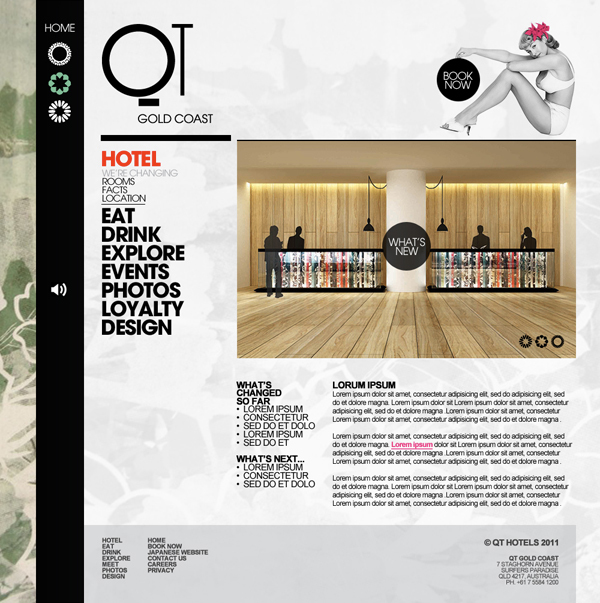 HOME
QT
GOLD COAST
BOOK
NOW
HOTEL
WE'RE CHANGING
ROOMS
FACTS
LOCATION
EAT
DRINK
EXPLORE
EVENTS
PHOTOS
LOYALTY
DESIGN
WHAT'S
NEW
WHAT'S
CHANGED
SO FAR
• LOREM IPSUM
• CONSECTETUR
• SED DO ET DOLO
• LOREM IPSUM
• SED DO ET
WHAT'S NEXT...
• LOREM IPSUM
• CONSECTETUR
• SED DO ET DOLO
LORUM IPSUM
Lorem ipsum dolor sit amet, consectetur adipisicing elit, sed do adipisicing elit, sed
do et dolore magna. Lorem ipsum dolor sit Lorem ipsum dolor sit amet, consectetur
adipisicing elit, sed do et dolore magna .Lorem ipsum dolor sit amet, consectetur
Lorem ipsum dolor sit amet, consectetur adipisicing elit, sed do et dolore magna .
Lorem ipsum dolor sit amet, consectetur adipisicing elit, sed do adipisicing elit, sed
do et dolore magna. Lorem ipsum dolor sit Lorem ipsum dolor sit amet, consectetur
adipisicing elit, sed do et dolore magna .Lorem ipsum dolor sit amet, consectetur
Lorem ipsum dolor sit amet, consectetur adipisicing elit, sed do et dolore magna .
Lorem ipsum dolor sit amet, consectetur adipisicing elit, sed do adipisicing elit, sed
do et dolore magna. Lorem ipsum dolor sit Lorem ipsum dolor sit amet, consectetur
adipisicing elit, sed do et dolore magna .Lorem ipsum dolor sit amet, consectetur
Lorem ipsum dolor sit amet, consectetur adipisicing elit, sed do et dolore magna .
HOTEL
EAT
DRINK
EXPLORE
MEET
PHOTOS
DESIGN
HOME
BOOK NOW
JAPANESE WEBSITE
CONTACT US
CAREERS
PRIVACY
© QT HOTELS 2011
QT GOLD COAST
7 STAGHORN AVENUE
SURFERS PARADISE
QLD 4217, AUSTRALIA
PH. +61 7 5584 1200